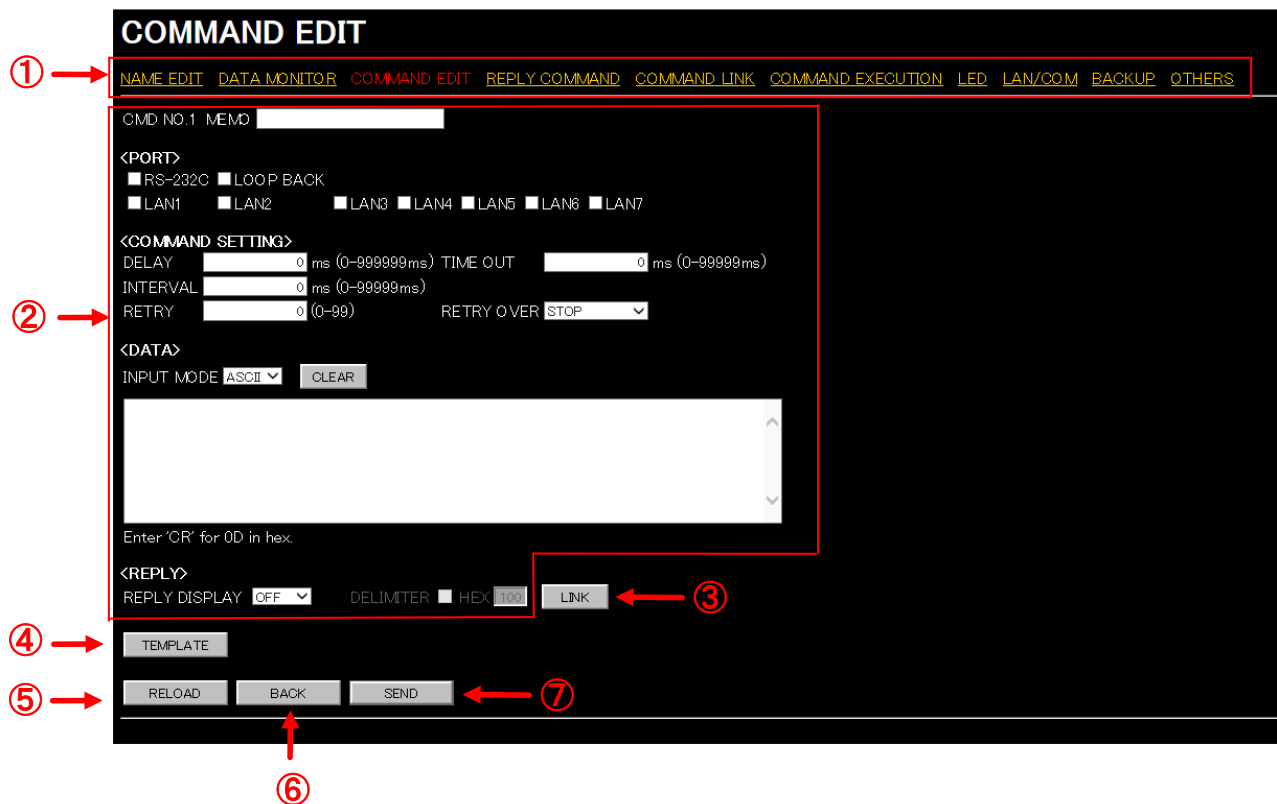 COMMAND EDIT
① NAME EDIT DATA MONITOR COMMAND EDIT REPLY COMMAND COMMAND LINK COMMAND EXECUTION LED LAN/COM BACKUP OTHERS
CMD NO.1 MEMO
<PORT>
RS-232C LOOP BACK
LAN1 LAN2 LAN3 LAN4 LAN5 LAN6 LAN7
<COMMAND SETTING>
DELAY 0 ms (0-999999ms) TIME OUT 0 ms (0-99999ms)
INTERVAL 0 ms (0-99999ms)
② RETRY 0 (0-99) RETRY OVER STOP
<DATA>
INPUT MODE ASCII CLEAR
Enter 'CR' for 0D in hex.
<REPLY>
REPLY DISPLAY OFF DELIMITER HEX 100 LINK ③
④ TEMPLATE
⑤ RELOAD BACK SEND ⑦
⑥